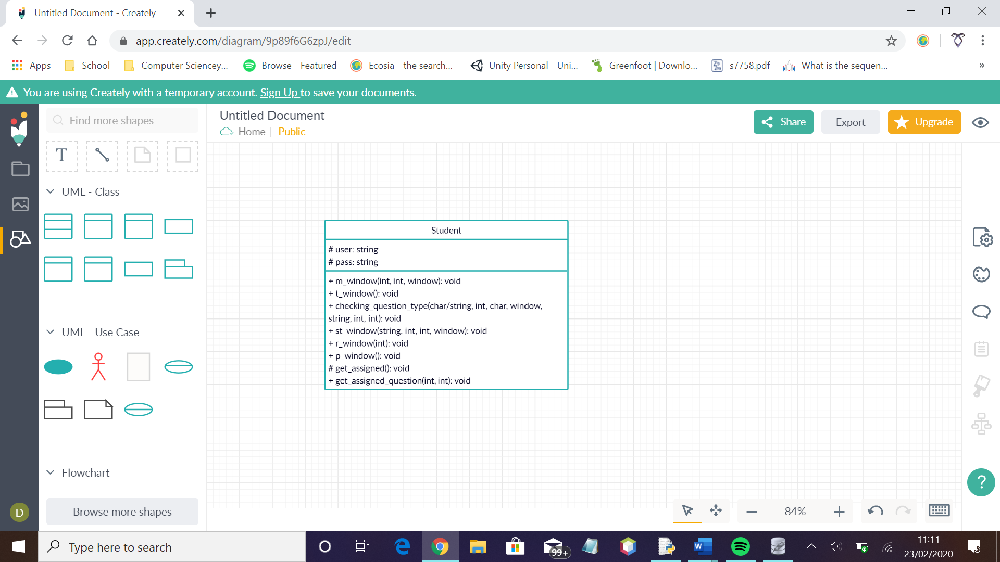 Untitled Document - Creately
app.creately.com/diagram/9p89f6G6zpJ/edit
Apps
School
Computer Sciencey...
Browse - Featured
Ecosia - the search...
Unity Personal - Uni...
Greenfoot | Downlo...
s7758.pdf
What is the sequen...
»
You are using Creately with a temporary account. Sign Up to save your documents.
Find more shapes
Untitled Document
Home | Public
Share
Export
Upgrade
T
UML - Class
Student
# user: string
# pass: string
+ m_window(int, int, window): void
+ t_window(): void
+ checking_question_type(char/string, int, char, window,
string, int, int): void
+ st_window(string, int, int, window): void
+ r_window(int): void
+ p_window(): void
# get_assigned(): void
+ get_assigned_question(int, int): void
UML - Use Case
Flowchart
Browse more shapes
D
?
84%
Type here to search
99+
W
11:11
23/02/2020